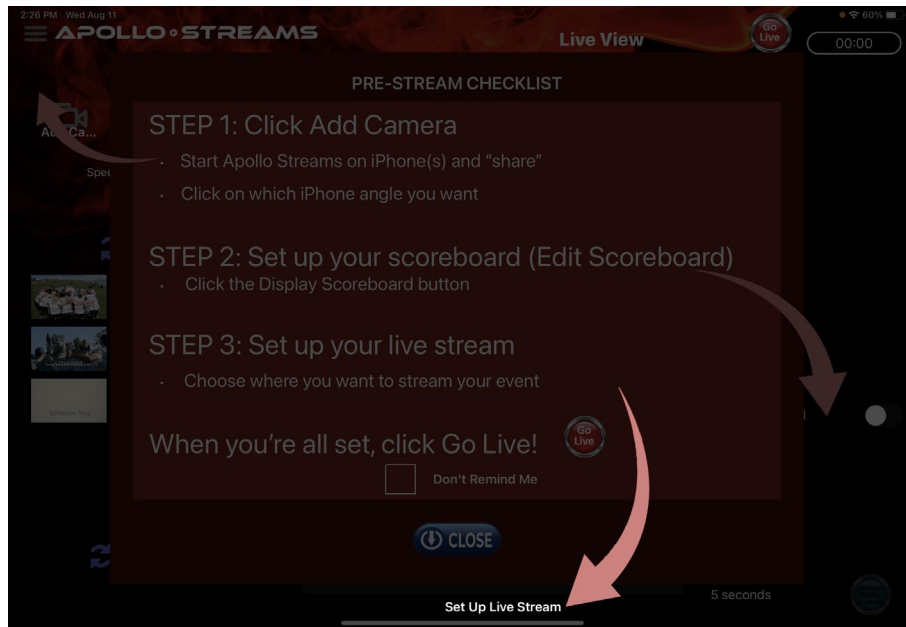 2:26 PM Wed Aug 11
60%
APOLLO STREAMS
Live View
Go Live
00:00
PRE-STREAM CHECKLIST
STEP 1: Click Add Camera
Ca...
• Start Apollo Streams on iPhone(s) and “share”
Spee
• Click on which iPhone angle you want
STEP 2: Set up your scoreboard (Edit Scoreboard)
• Click the Display Scoreboard button
STEP 3: Set up your live stream
• Choose where you want to stream your event
When you’re all set, click Go Live!
Go Live
Don't Remind Me
CLOSE
5 seconds
Set Up Live Stream